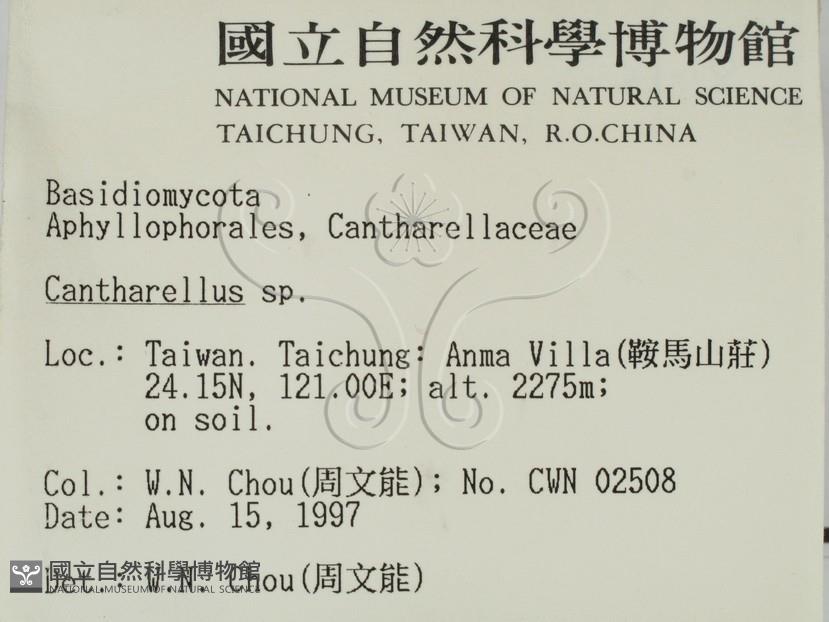 國立自然科學博物館
NATIONAL MUSEUM OF NATURAL SCIENCE
TAICHUNG, TAIWAN, R.O.CHINA
Basidiomycota
Aphyllophorales, Cantharellaceae
Cantharellus sp.
Loc.: Taiwan. Taichung: Anma Villa(鞍馬山莊)
24.15N, 121.00E; alt. 2275m;
on soil.
Col.: W.N. Chou(周文能); No. CWN 02508
Date: Aug. 15, 1997
Det.: W.N. Chou(周文能)
國立自然科學博物館
NATIONAL MUSEUM OF NATURAL SCIENCE